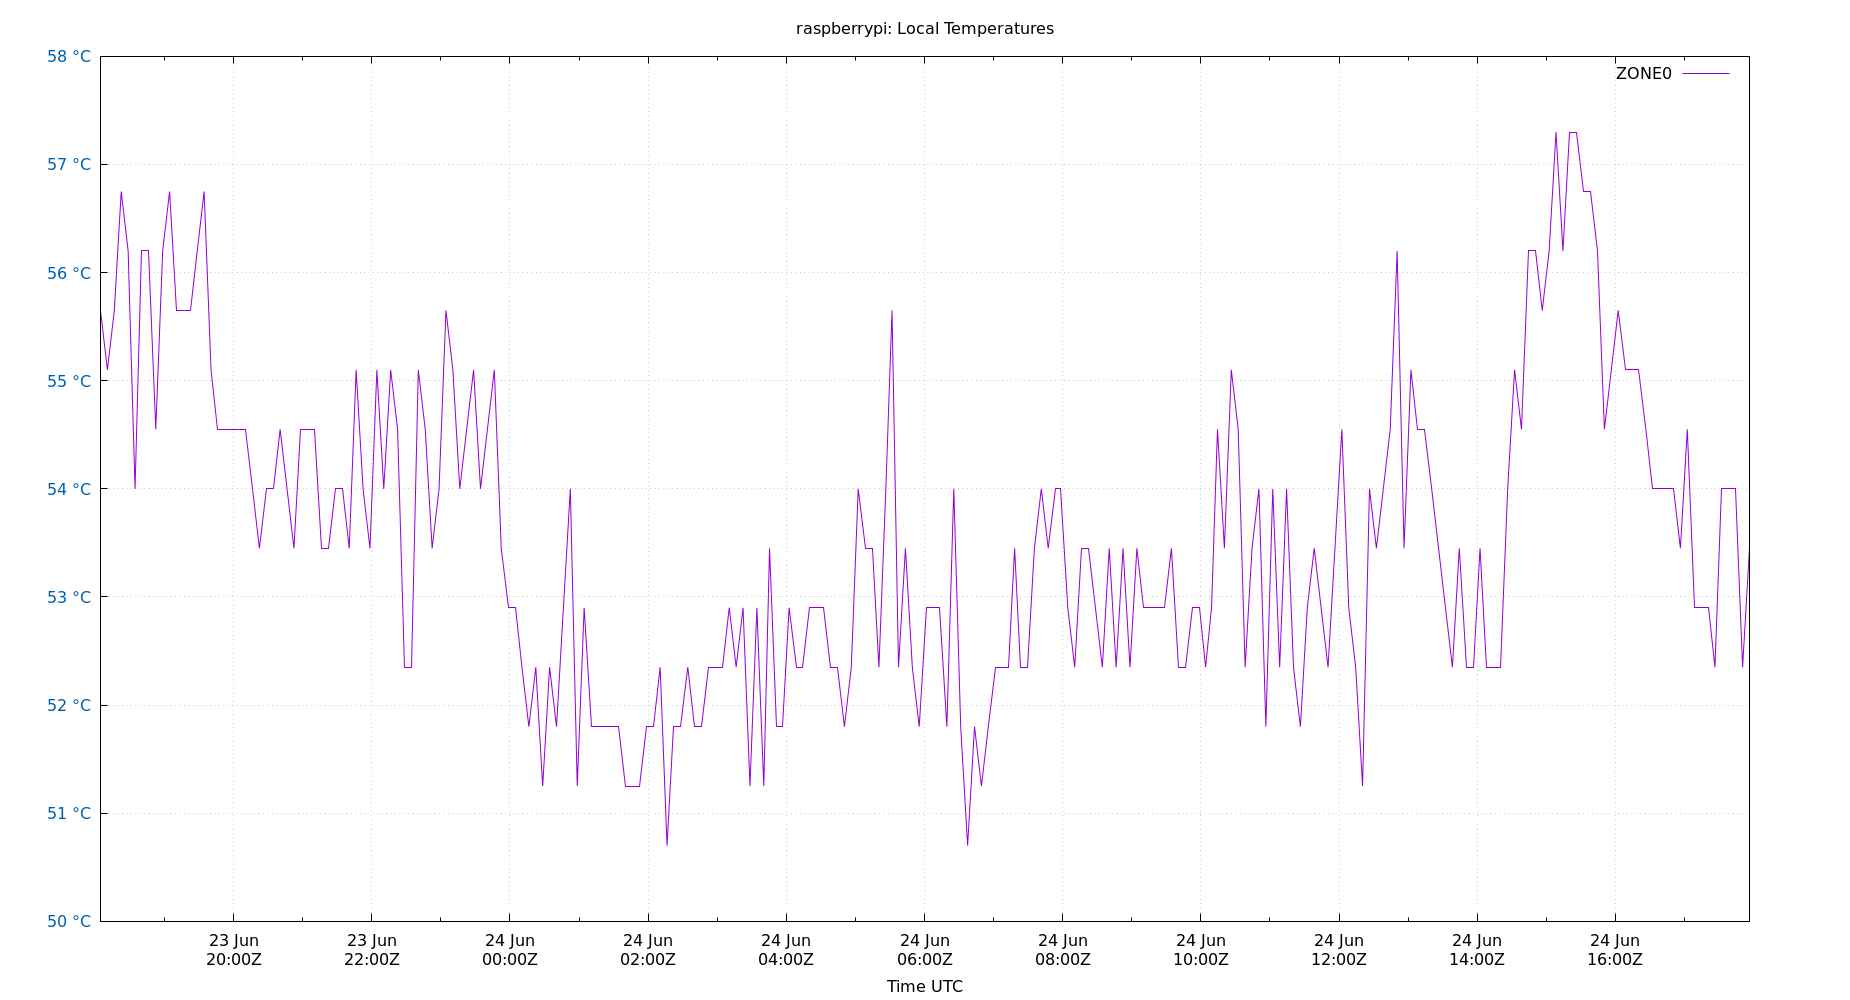 raspberrypi: Local Temperatures
58 °C
ZONE0
57 °C
56 °C
55 °C
54 °C
53 °C
52 °C
51 °C
50 °C
23 Jun 23 Jun 24 Jun 24 Jun 24 Jun 24 Jun 24 Jun 24 Jun 24 Jun 24 Jun 24 Jun
20:00Z 22:00Z 00:00Z 02:00Z 04:00Z 06:00Z 08:00Z 10:00Z 12:00Z 14:00Z 16:00Z
Time UTC